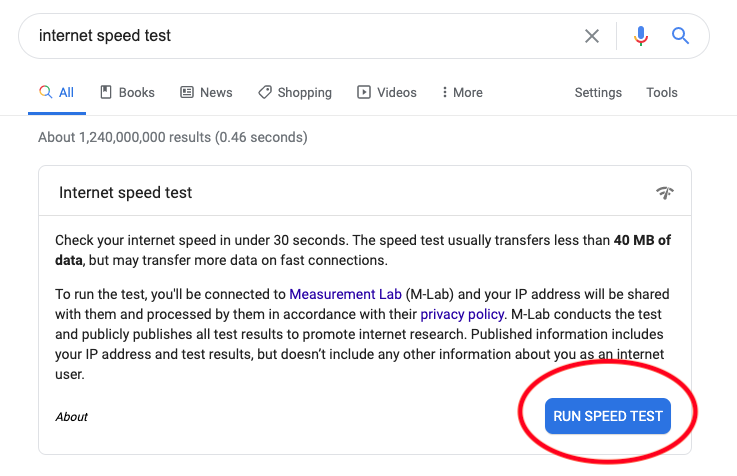 internet speed test
All Books News Shopping Videos More Settings Tools
About 1,240,000,000 results (0.46 seconds)
Internet speed test
Check your internet speed in under 30 seconds. The speed test usually transfers less than 40 MB of
data, but may transfer more data on fast connections.
To run the test, you'll be connected to Measurement Lab (M-Lab) and your IP address will be shared
with them and processed by them in accordance with their privacy policy. M-Lab conducts the test
and publicly publishes all test results to promote internet research. Published information includes
your IP address and test results, but doesn’t include any other information about you as an internet
user.
About
RUN SPEED TEST